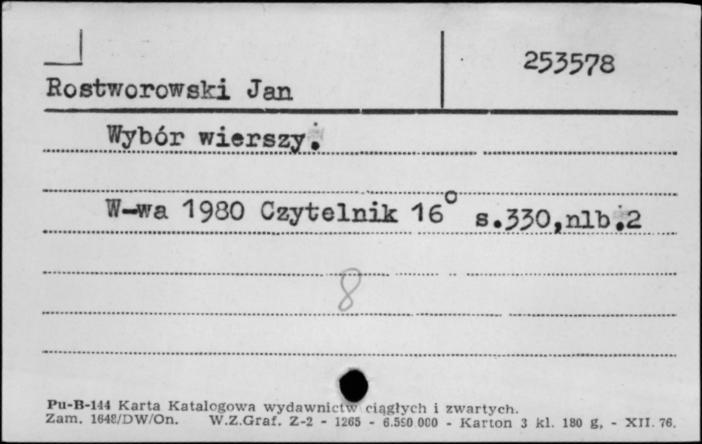 253578
Rostworowski Jan
Wybór wierszy.
W-wa 1980 Czytelnik 16° s.330,nlb.2
8
Pu-B-144 Karta Katalogowa wydawnictw ciągłych i zwartych.
Zam. 1648/DW/On. W.Z.Graf. Z-2 - 1265 - 6.550 000 - Karton 3 kl. 180 g, - XII. 76.